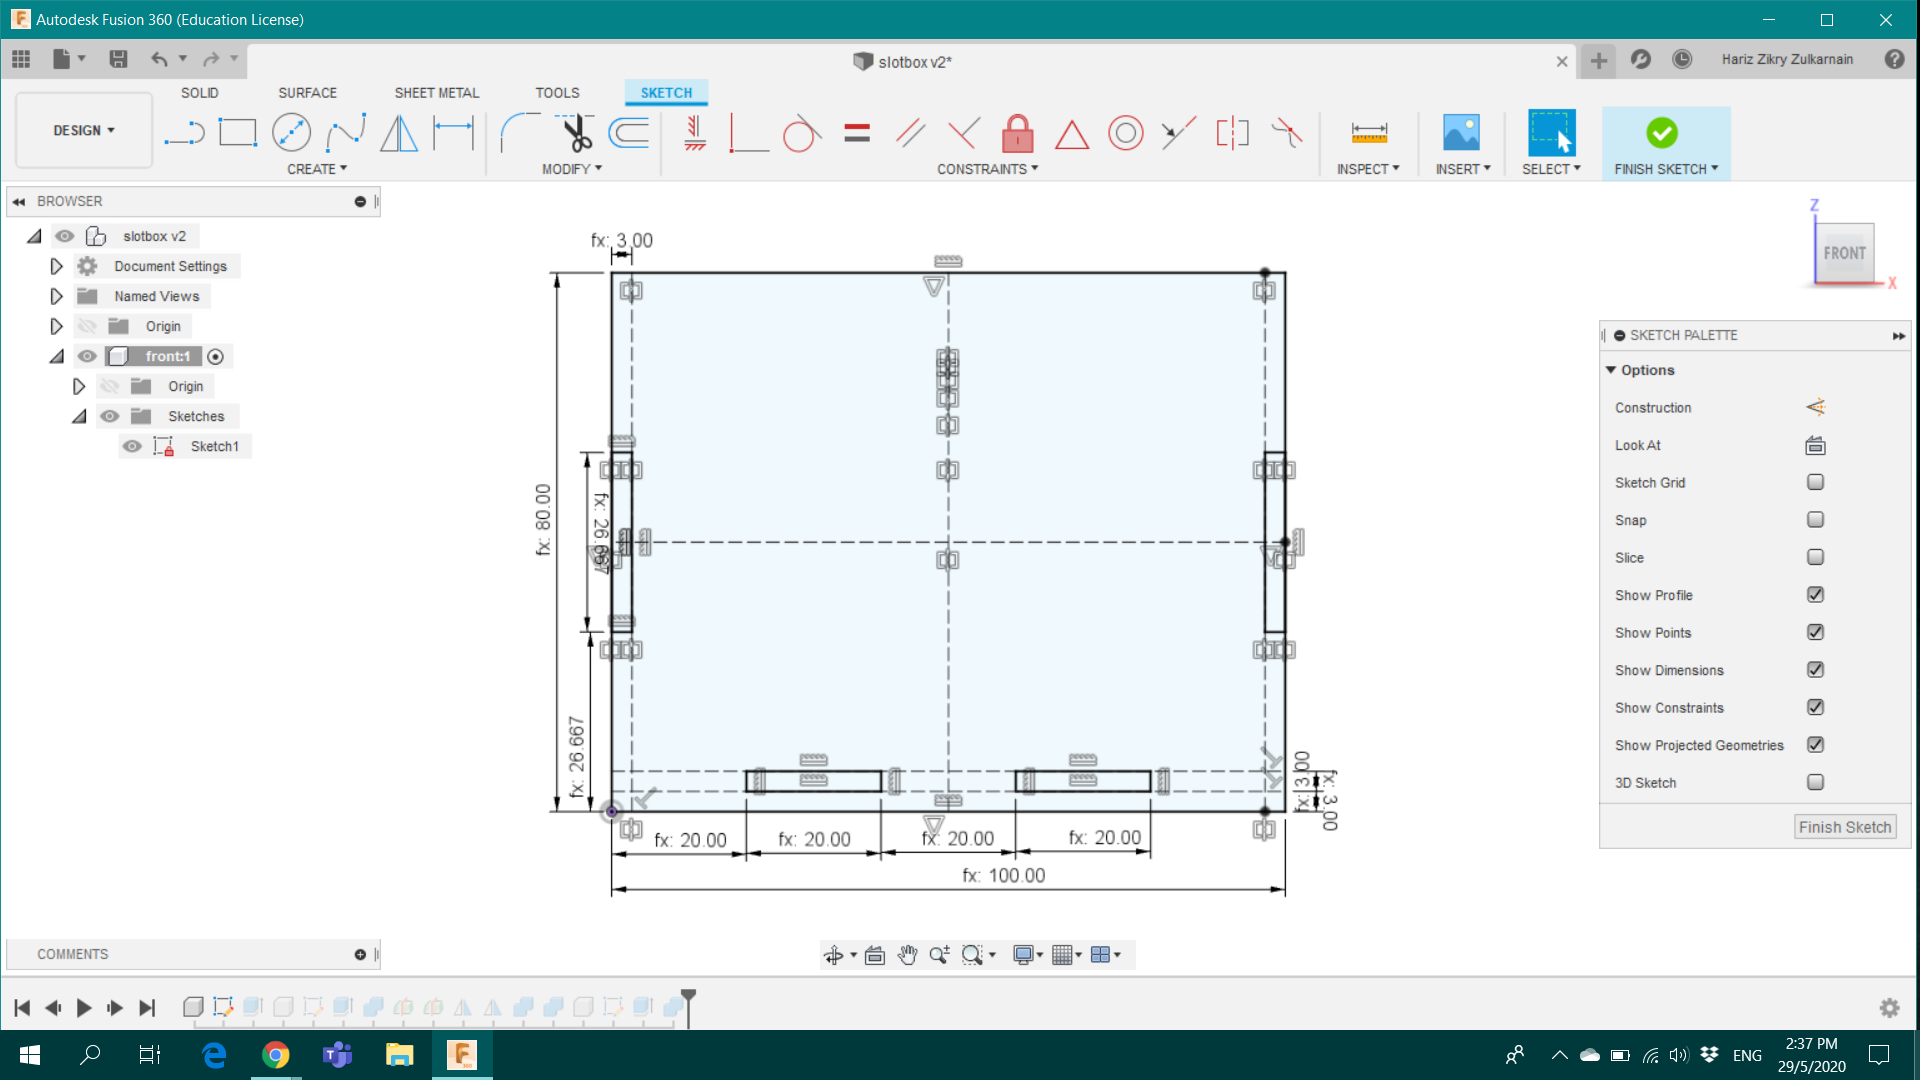 Autodesk Fusion 360 (Education License)
slotbox v2*
Hariz Zikry Zulkarnain
SOLID SURFACE SHEET METAL TOOLS SKETCH
DESIGN
CREATE MODIFY CONSTRAINTS INSPECT INSERT SELECT FINISH SKETCH
BROWSER
slotbox v2
Document Settings
Named Views
Origin
front:1
Origin
Sketches
Sketch1
fx: 3.00
fx: 80.00
fx: 26.667
fx: 26.667
fx: 3.00
fx: 3.00
fx: 20.00 fx: 20.00 fx: 20.00 fx: 20.00
fx: 100.00
Z
FRONT
X
SKETCH PALETTE
Options
Construction
Look At
Sketch Grid
Snap
Slice
Show Profile
Show Points
Show Dimensions
Show Constraints
Show Projected Geometries
3D Sketch
Finish Sketch
COMMENTS
ENG
2:37 PM
29/5/2020